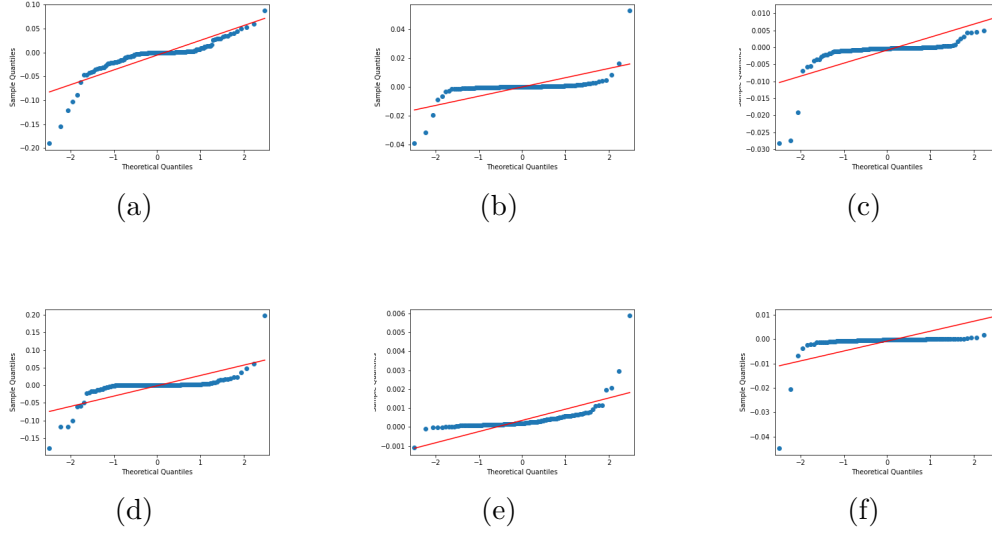 0.10
0.05
0.00
−0.05
−0.10
−0.15
−0.20
Sample Quantiles
−2 −1 0 1 2
Theoretical Quantiles
(a)
0.04
0.02
0.00
−0.02
−0.04
Sample Quantiles
−2 −1 0 1 2
Theoretical Quantiles
(b)
0.010
0.005
0.000
−0.005
−0.010
−0.015
−0.020
−0.025
−0.030
Sample Quantiles
−2 −1 0 1 2
Theoretical Quantiles
(c)
0.20
0.15
0.10
0.05
0.00
−0.05
−0.10
−0.15
Sample Quantiles
−2 −1 0 1 2
Theoretical Quantiles
(d)
0.006
0.005
0.004
0.003
0.002
0.001
0.000
−0.001
Sample Quantiles
−2 −1 0 1 2
Theoretical Quantiles
(e)
0.01
0.00
−0.01
−0.02
−0.03
−0.04
Sample Quantiles
−2 −1 0 1 2
Theoretical Quantiles
(f)